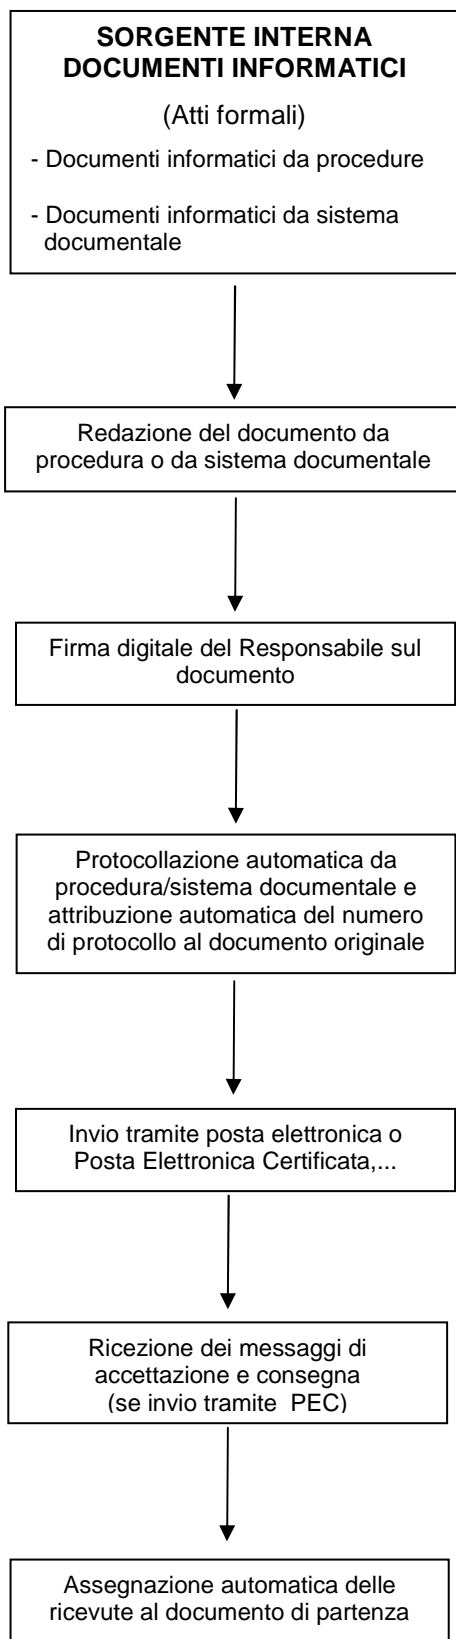 SORGENTE INTERNA
DOCUMENTI INFORMATICI
(Atti formali)
- Documenti informatici da procedure
- Documenti informatici da sistema
documentale
Redazione del documento da
procedura o da sistema documentale
Firma digitale del Responsabile sul
documento
Protocollazione automatica da
procedura/sistema documentale e
attribuzione automatica del numero
di protocollo al documento originale
Invio tramite posta elettronica o
Posta Elettronica Certificata,...
Ricezione dei messaggi di
accettazione e consegna
(se invio tramite PEC)
Assegnazione automatica delle
ricevute al documento di partenza